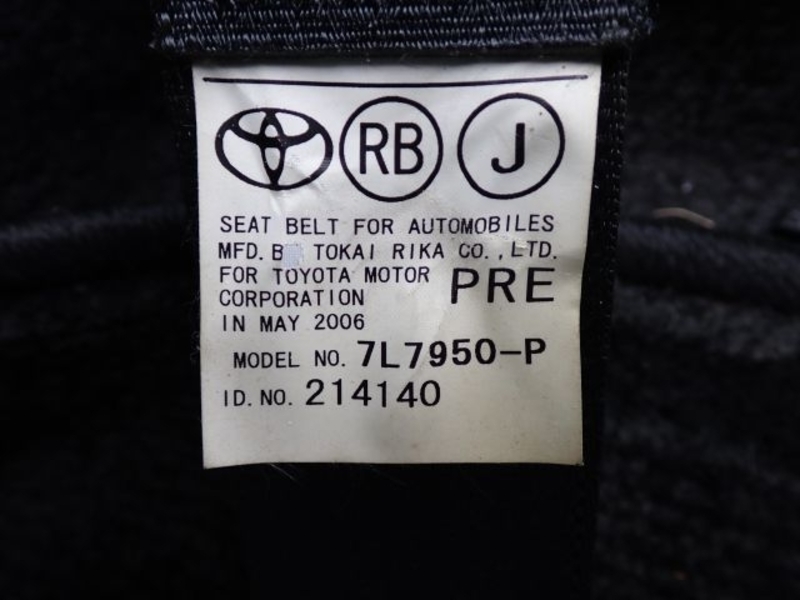 RB J
SEAT BELT FOR AUTOMOBILES
MFD. B TOKAI RIKA CO., LTD.
FOR TOYOTA MOTOR
CORPORATION PRE
IN MAY 2006
MODEL NO. 7L7950-P
ID. NO. 214140